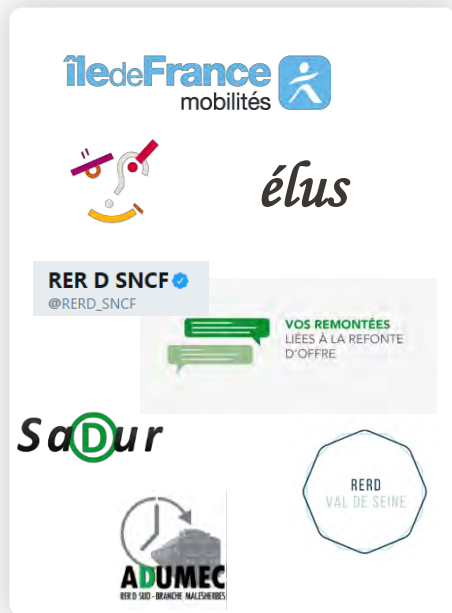 îledeFrance
mobilités
élus
RER D SNCF
@RERD_SNCF
VOS REMONTÉES
LIÉES À LA REFONTE
D'OFFRE
SaDur
RERD
VAL DE SEINE
ADUMEC
RER D SUD - BRANCHE MALESHERBES